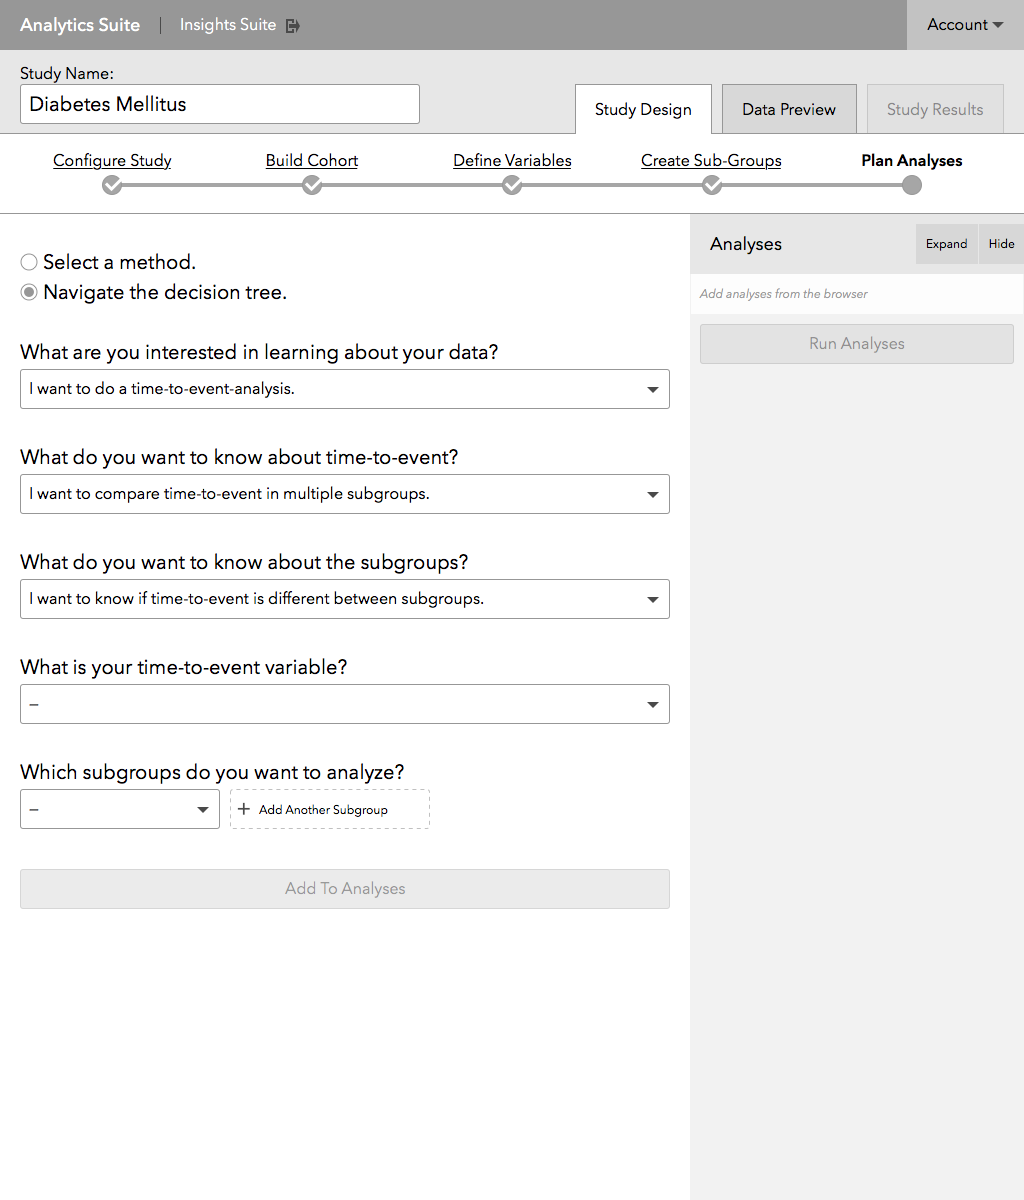 Analytics Suite | Insights Suite
Account
Study Name:
Diabetes Mellitus
Study Design
Data Preview
Study Results
Configure Study
Build Cohort
Define Variables
Create Sub-Groups
Plan Analyses
Select a method.
Navigate the decision tree.
What are you interested in learning about your data?
I want to do a time-to-event-analysis.
What do you want to know about time-to-event?
I want to compare time-to-event in multiple subgroups.
What do you want to know about the subgroups?
I want to know if time-to-event is different between subgroups.
What is your time-to-event variable?
–
Which subgroups do you want to analyze?
–
+ Add Another Subgroup
Add To Analyses
Analyses
Expand
Hide
Add analyses from the browser
Run Analyses